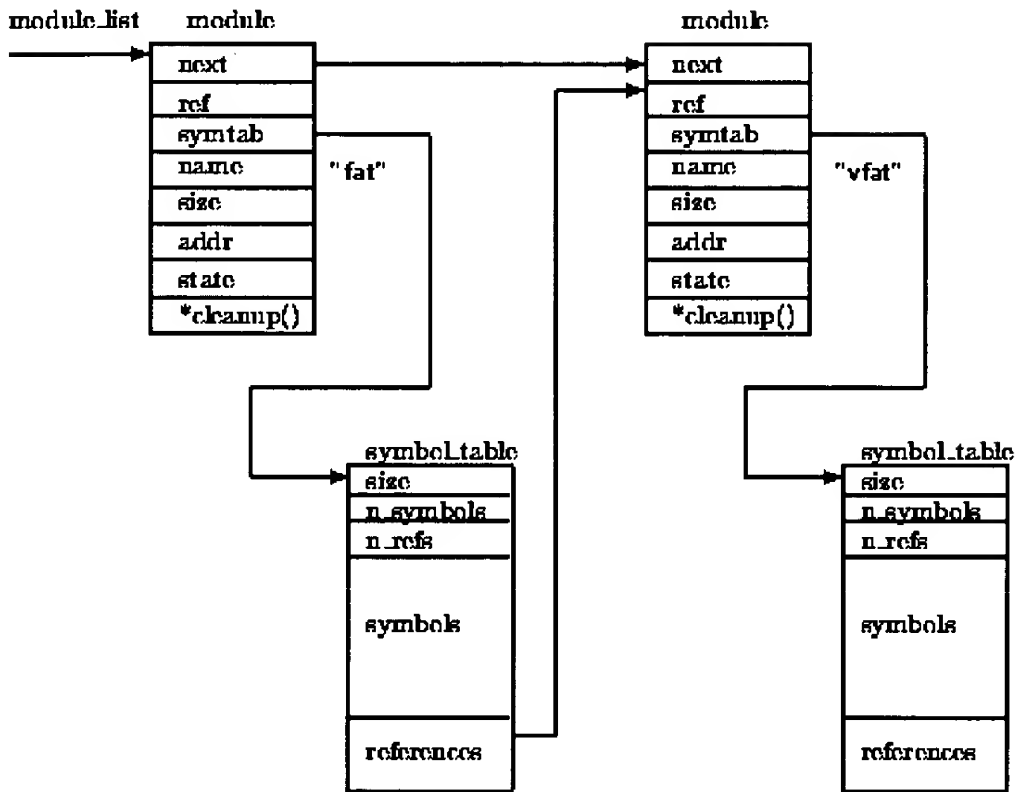 module_list
module
next
ref
symtab
name
"fat"
size
addr
state
*cleanup()
module
next
ref
symtab
name
"vfat"
size
addr
state
*cleanup()
symbol_table
size
n_symbols
n_refs
symbols
references
symbol_table
size
n_symbols
n_refs
symbols
references